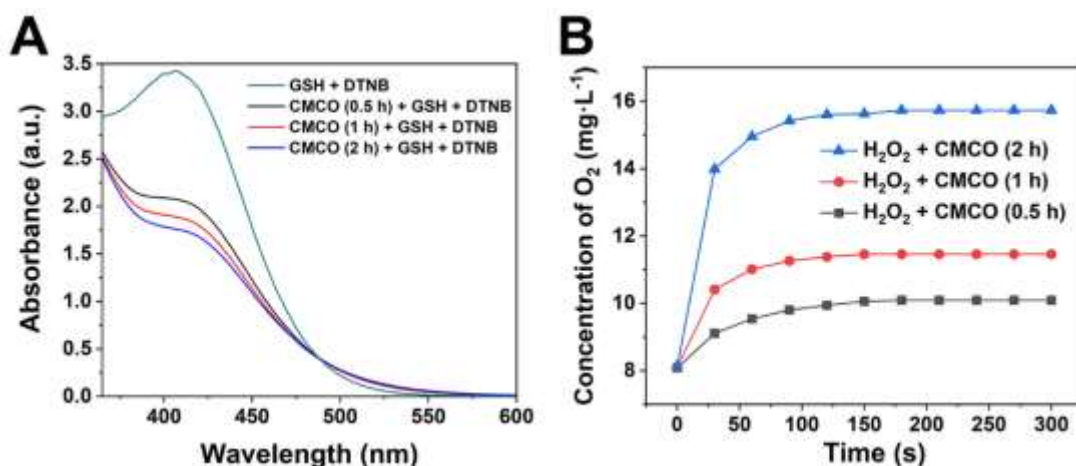 A
3.5
3.0
2.5
2.0
1.5
1.0
0.5
0.0
Absorbance (a.u.)
GSH + DTNB
CMCO (0.5 h) + GSH + DTNB
CMCO (1 h) + GSH + DTNB
CMCO (2 h) + GSH + DTNB
400 450 500 550 600
Wavelength (nm)
B
16
14
12
10
8
Concentration of O₂ (mg·L⁻¹)
H₂O₂ + CMCO (2 h)
H₂O₂ + CMCO (1 h)
H₂O₂ + CMCO (0.5 h)
0 50 100 150 200 250 300
Time (s)